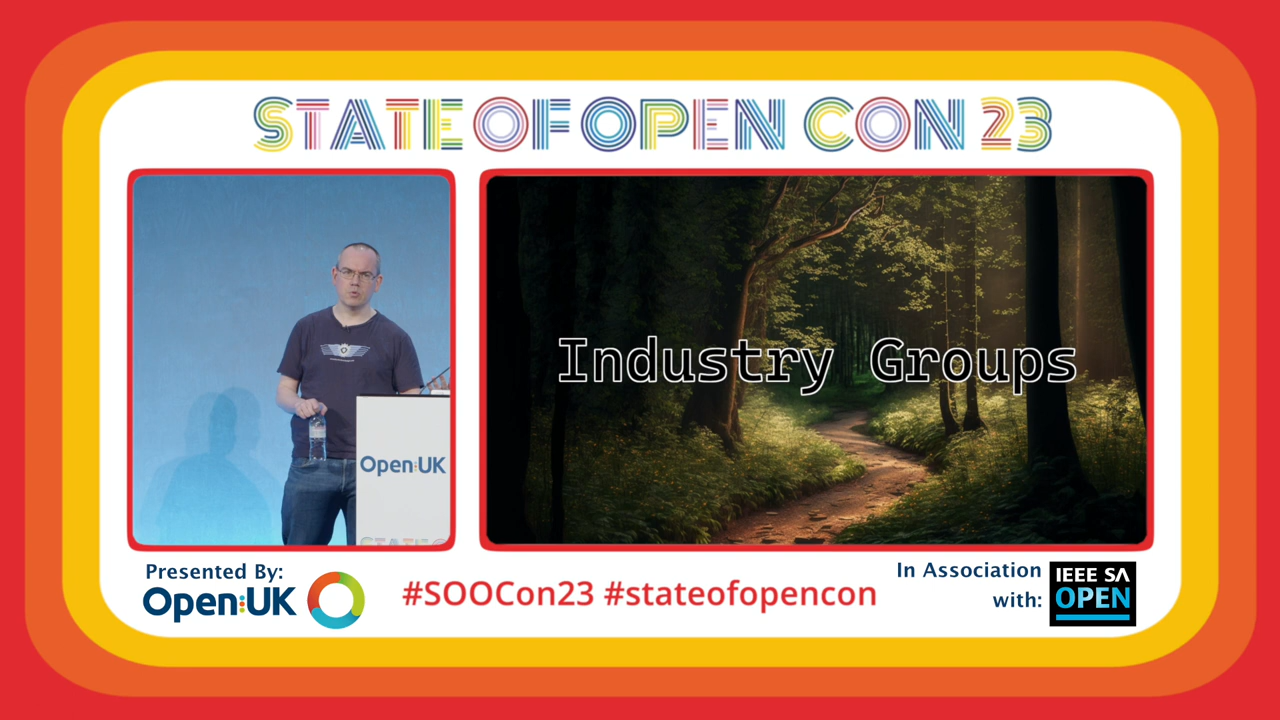 STATE OF OPEN CON 23
Industry Groups
Open:UK
Presented By:
Open:UK
#SOOCon23 #stateofopencon
In Association
with:
IEEE SA
OPEN